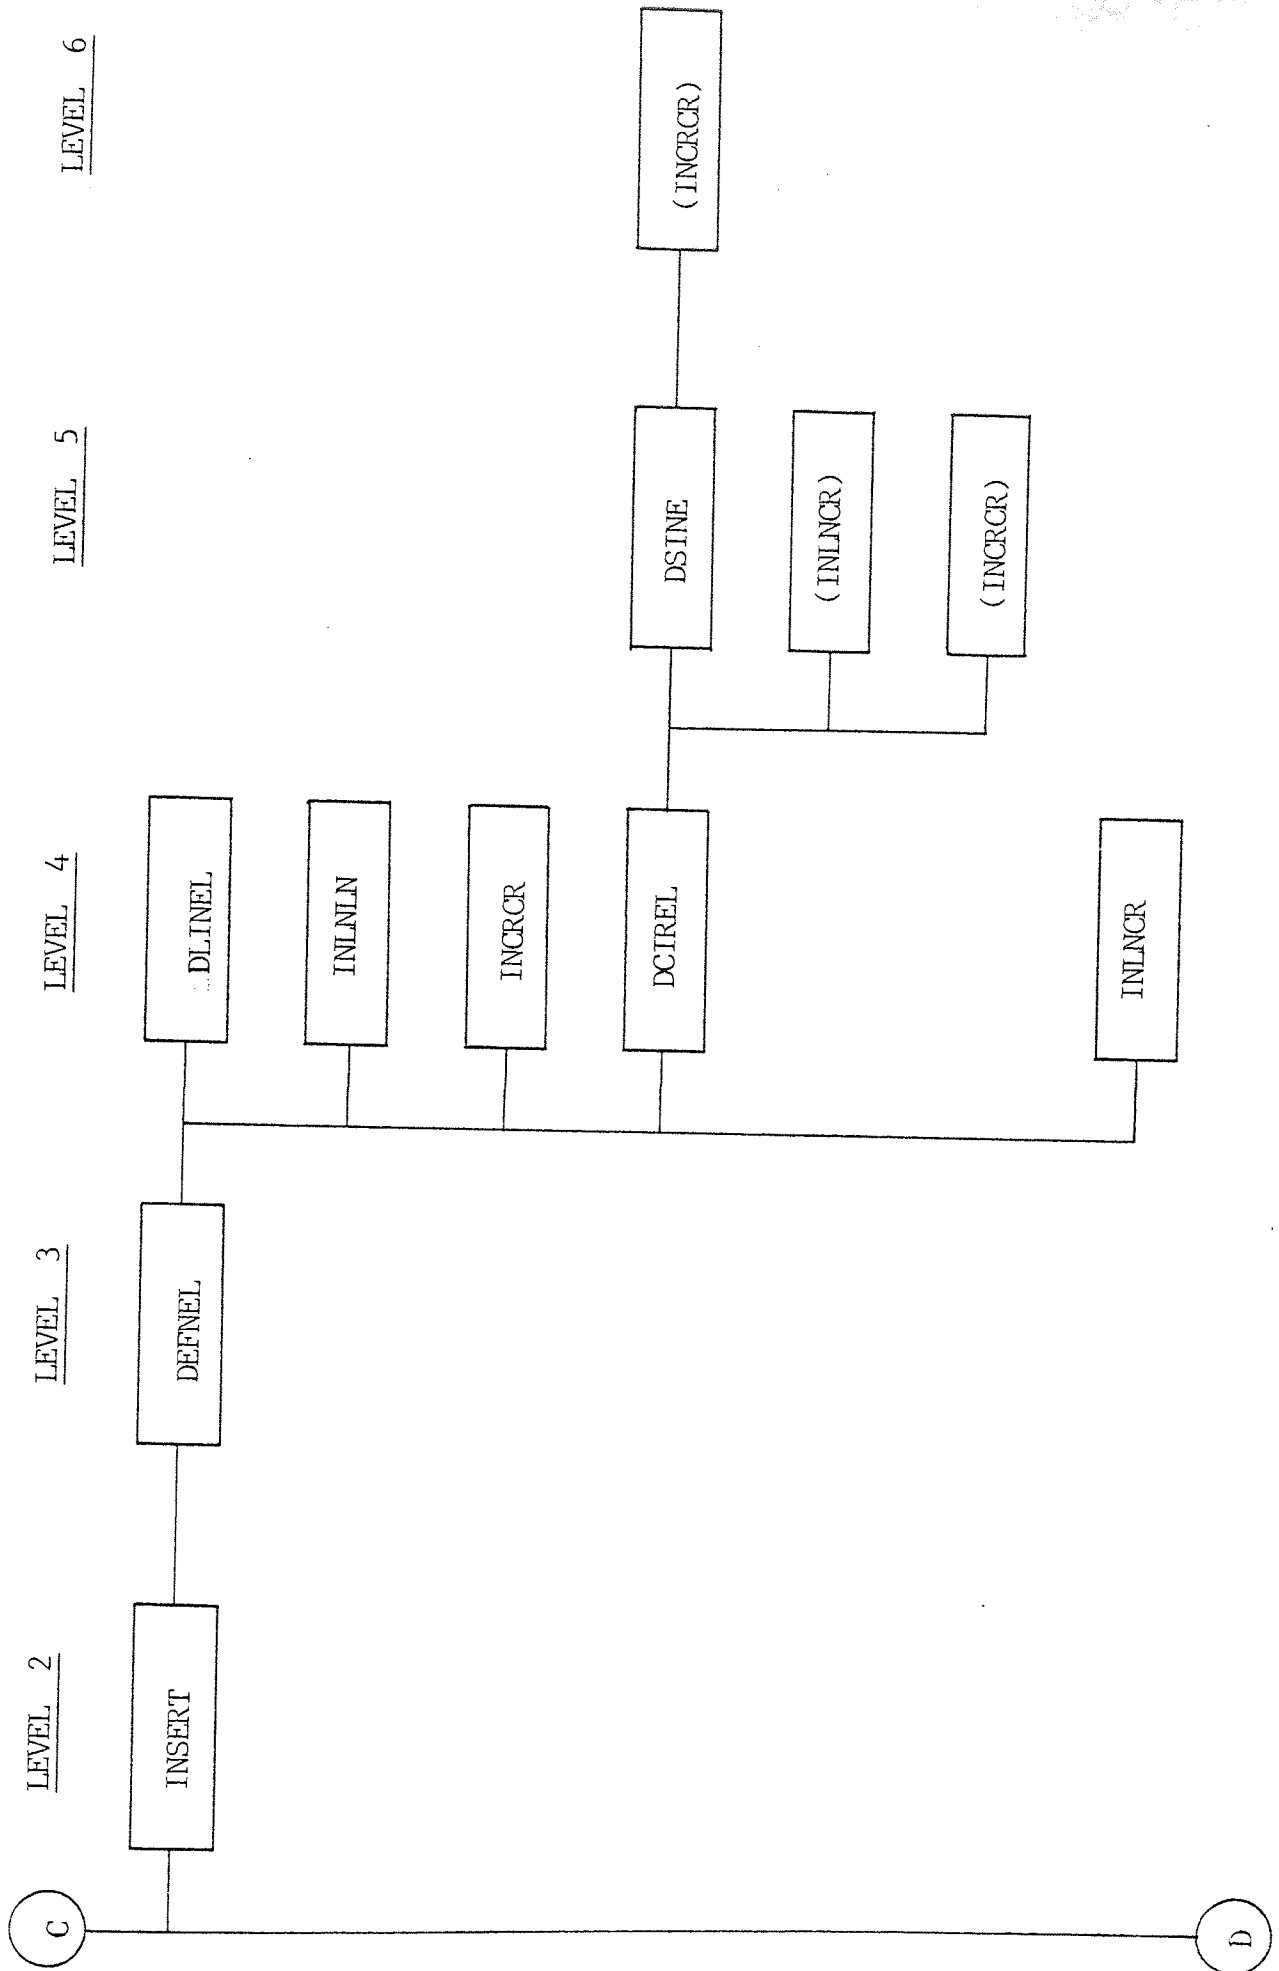 LEVEL 2
LEVEL 3
LEVEL 4
LEVEL 5
LEVEL 6
C
INSERT
DEFNEL
DLINEL
INLNLN
INCRCR
DCIREL
DSINE
(INCRCR)
(INLNCR)
(INCRCR)
INLNCR
D